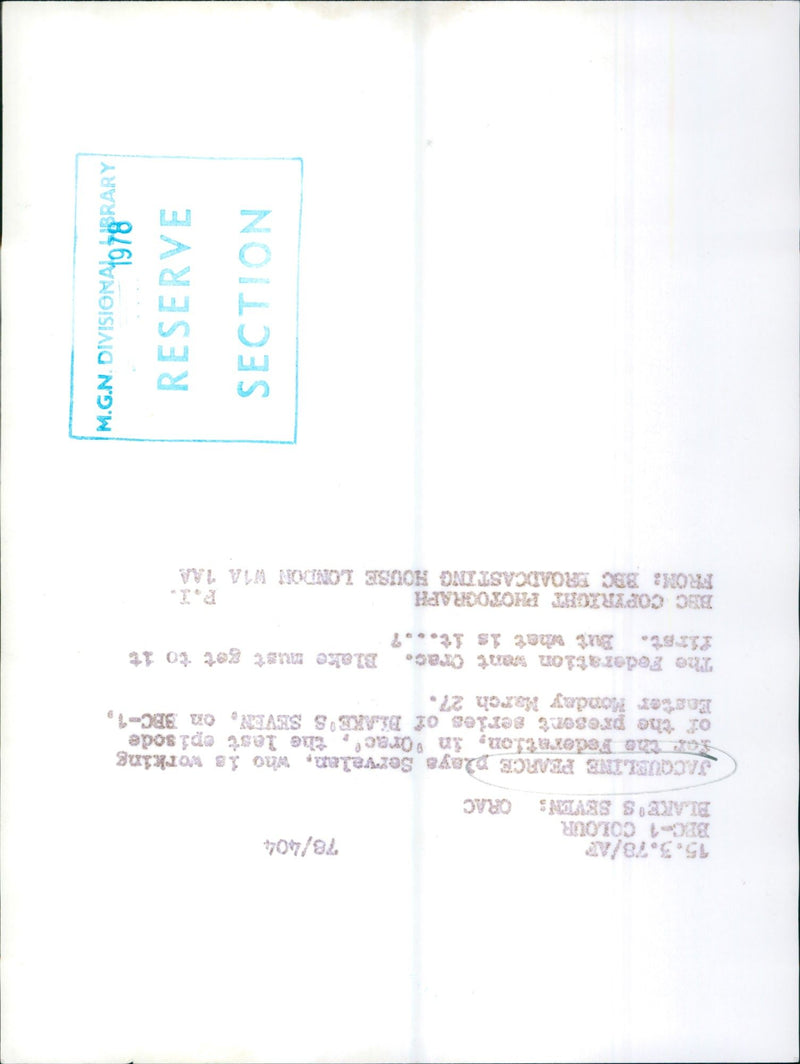 15.3.78/AF 78/404
BBC-1 COLOUR
BLAKE'S SEVEN: ORAC
JACQUELINE PEARCE plays Servalan, who is working
for the Federation, in 'Orac', the last episode
of the present series of BLAKE'S SEVEN, on BBC-1,
Easter Monday March 27.
The Federation want Orac. Blake must get to it
first. But what is it...?
BBC COPYRIGHT PHOTOGRAPH P.I.
FROM: BBC BROADCASTING HOUSE LONDON W1A 1AA
M.G.N. DIVISIONAL LIBRARY
1978
RESERVE
SECTION